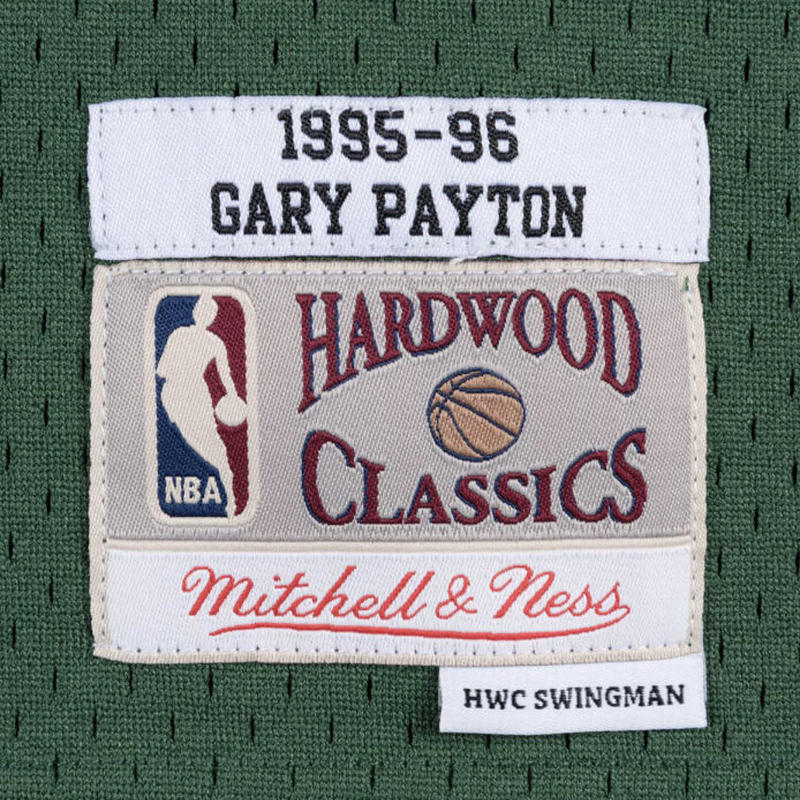 1995-96
GARY PAYTON
HARDWOOD
CLASSICS
NBA
Mitchell & Ness
HWC SWINGMAN